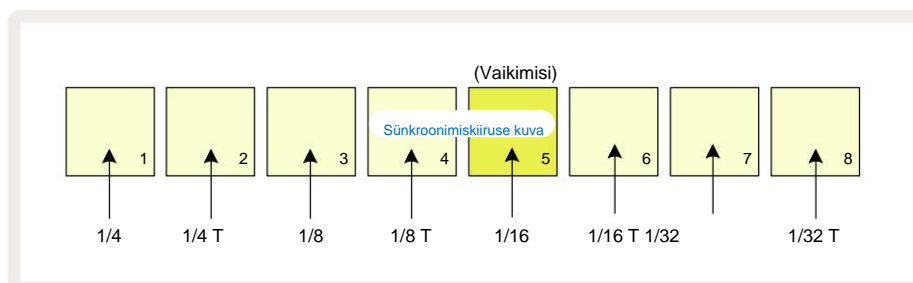 (Vaikimisi)
Sünkroonimiskiiruse kuva
1 2 3 4 5 6 7 8
1/4 1/4 T 1/8 1/8 T 1/16 1/16 T 1/32 1/32 T